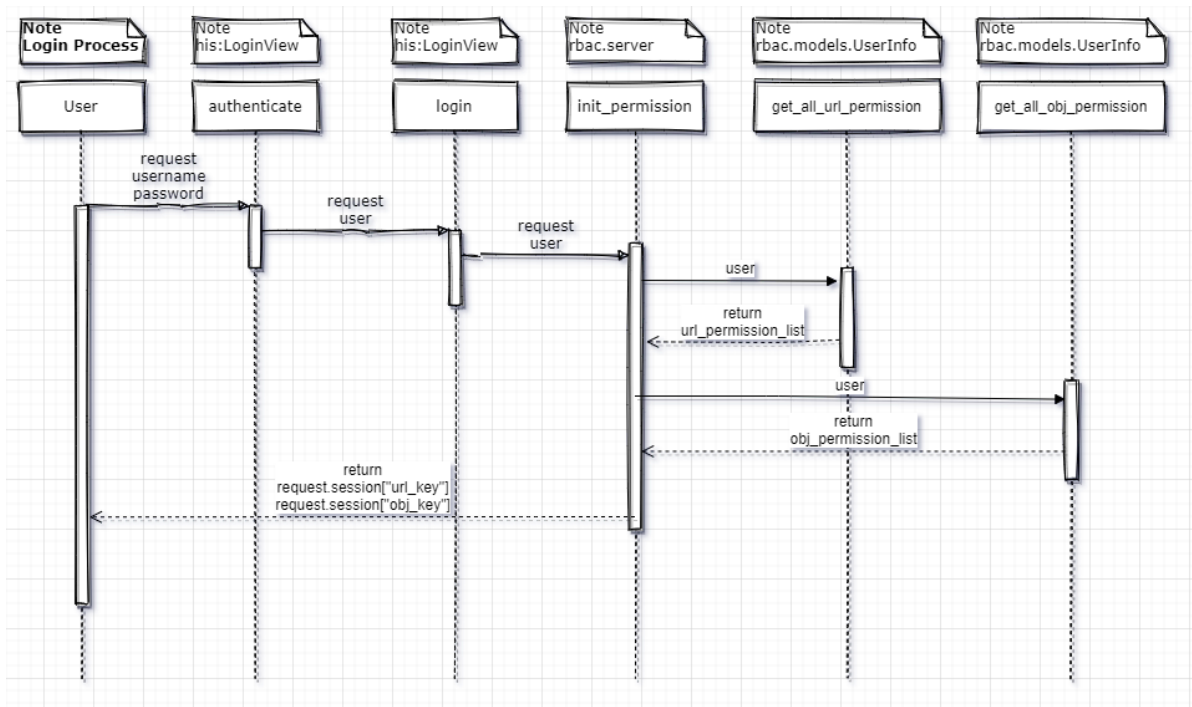 Note
Login Process
Note
his:LoginView
Note
his:LoginView
Note
rbac.server
Note
rbac.models.UserInfo
Note
rbac.models.UserInfo
User
authenticate
login
init_permission
get_all_url_permission
get_all_obj_permission
request
username
password
request
user
request
user
user
return
url_permission_list
user
return
obj_permission_list
return
request.session["url_key"]
request.session["obj_key"]